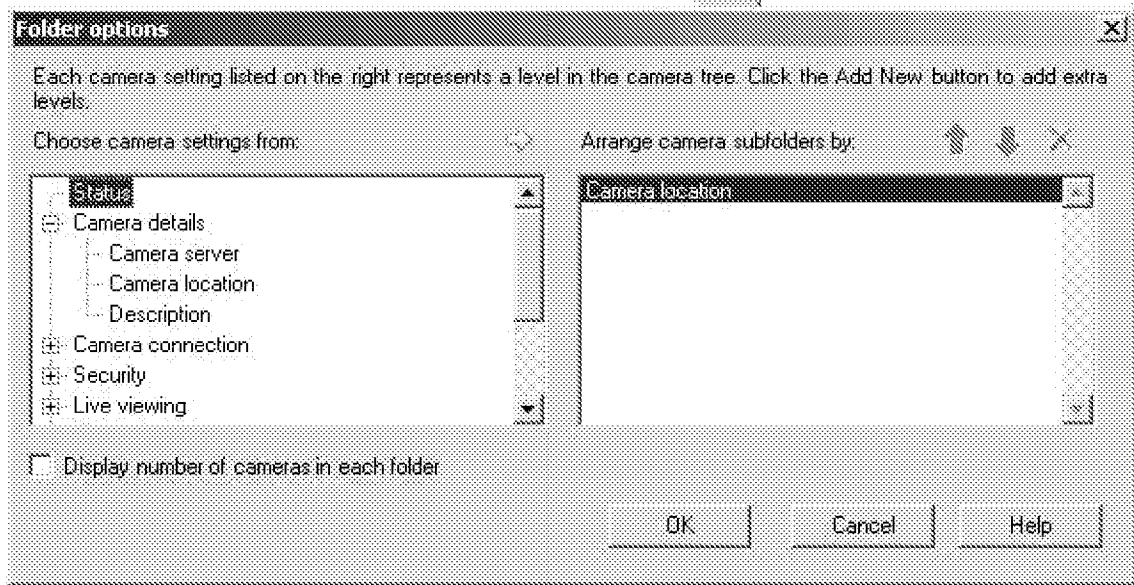 Folder options
Each camera setting listed on the right represents a level in the camera tree. Click the Add New button to add extra
levels.
Choose camera settings from:
Arrange camera subfolders by:
Status
Camera details
Camera server
Camera location
Description
Camera connection
Security
Live viewing
Camera location
Display number of cameras in each folder
OK
Cancel
Help